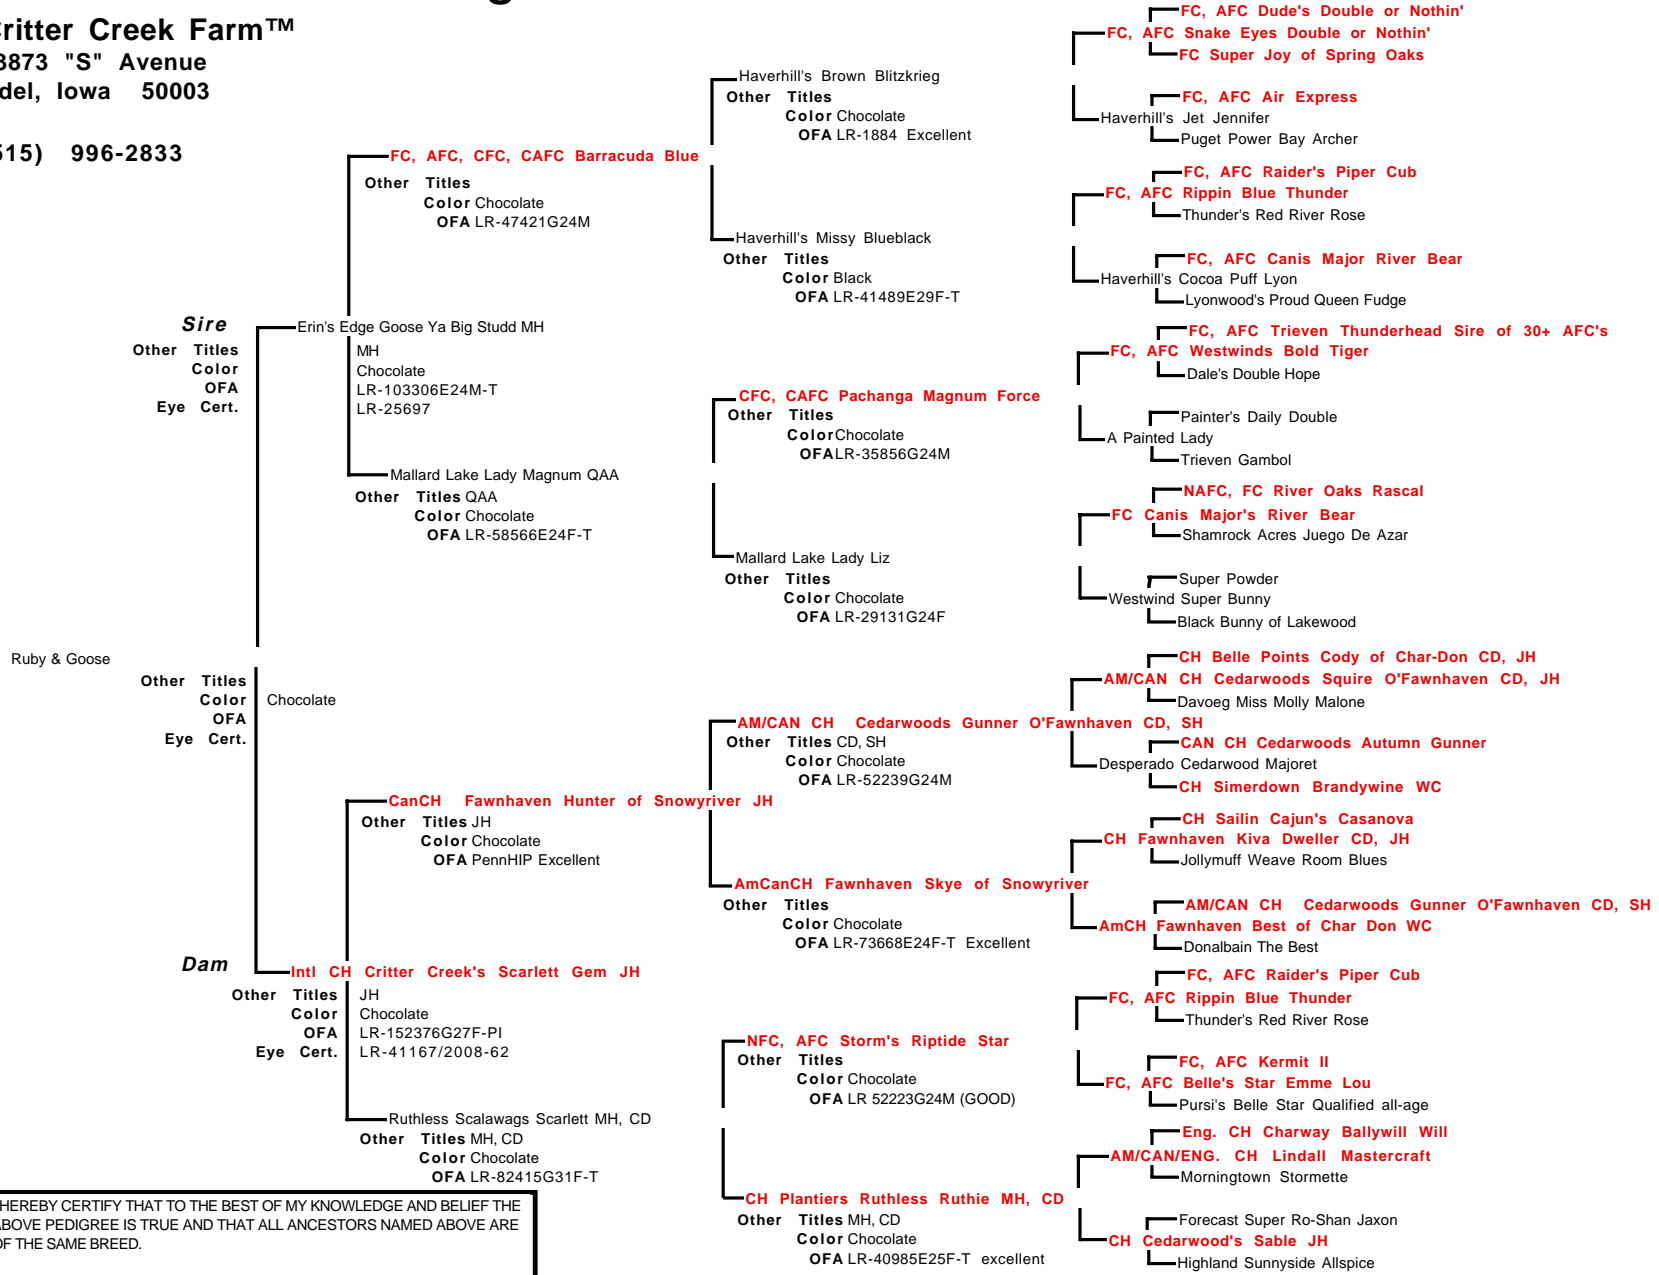 Critter Creek Farm™
3873 "S" Avenue
del, Iowa 50003
515) 996-2833
Ruby & Goose
Other Titles
Color Chocolate
OFA
Eye Cert.
Sire
Erin's Edge Goose Ya Big Studd MH
Other Titles MH
Color Chocolate
OFA LR-103306E24M-T
Eye Cert. LR-25697
Dam
Intl CH Critter Creek's Scarlett Gem JH
Other Titles JH
Color Chocolate
OFA LR-152376G27F-PI
Eye Cert. LR-41167/2008-62
FC, AFC, CFC, CAFC Barracuda Blue
Other Titles
Color Chocolate
OFA LR-47421G24M
Mallard Lake Lady Magnum QAA
Other Titles QAA
Color Chocolate
OFA LR-58566E24F-T
CanCH Fawnhaven Hunter of Snowyriver JH
Other Titles JH
Color Chocolate
OFA PennHIP Excellent
Ruthless Scalawags Scarlett MH, CD
Other Titles MH, CD
Color Chocolate
OFA LR-82415G31F-T
Haverhill's Brown Blitzkrieg
Other Titles
Color Chocolate
OFA LR-1884 Excellent
Haverhill's Missy Blueblack
Other Titles
Color Black
OFA LR-41489E29F-T
CFC, CAFC Pachanga Magnum Force
Other Titles
Color Chocolate
OFA LR-35856G24M
Mallard Lake Lady Liz
Other Titles
Color Chocolate
OFA LR-29131G24F
AM/CAN CH Cedarwoods Gunner O'Fawnhaven CD, SH
Other Titles CD, SH
Color Chocolate
OFA LR-52239G24M
AmCanCH Fawnhaven Skye of Snowyriver
Other Titles
Color Chocolate
OFA LR-73668E24F-T Excellent
NFC, AFC Storm's Riptide Star
Other Titles
Color Chocolate
OFA LR 52223G24M (GOOD)
CH Plantiers Ruthless Ruthie MH, CD
Other Titles MH, CD
Color Chocolate
OFA LR-40985E25F-T excellent
FC, AFC Dude's Double or Nothin'
FC, AFC Snake Eyes Double or Nothin'
FC Super Joy of Spring Oaks
FC, AFC Air Express
Haverhill's Jet Jennifer
Puget Power Bay Archer
FC, AFC Raider's Piper Cub
FC, AFC Rippin Blue Thunder
Thunder's Red River Rose
FC, AFC Canis Major River Bear
Haverhill's Cocoa Puff Lyon
Lyonwood's Proud Queen Fudge
FC, AFC Trieven Thunderhead Sire of 30+ AFC's
FC, AFC Westwinds Bold Tiger
Dale's Double Hope
Painter's Daily Double
A Painted Lady
Trieven Gambol
NAFC, FC River Oaks Rascal
FC Canis Major's River Bear
Shamrock Acres Juego De Azar
Super Powder
Westwind Super Bunny
Black Bunny of Lakewood
CH Belle Points Cody of Char-Don CD, JH
AM/CAN CH Cedarwoods Squire O'Fawnhaven CD, JH
Davoeg Miss Molly Malone
CAN CH Cedarwoods Autumn Gunner
Desperado Cedarwood Majoret
CH Simerdown Brandywine WC
CH Sailin Cajun's Casanova
CH Fawnhaven Kiva Dweller CD, JH
Jollymuff Weave Room Blues
AM/CAN CH Cedarwoods Gunner O'Fawnhaven CD, SH
AmCH Fawnhaven Best of Char Don WC
Donalbain The Best
FC, AFC Raider's Piper Cub
FC, AFC Rippin Blue Thunder
Thunder's Red River Rose
FC, AFC Kermit II
FC, AFC Belle's Star Emme Lou
Pursi's Belle Star Qualified all-age
Eng. CH Charway Ballywill Will
AM/CAN/ENG. CH Lindall Mastercraft
Morningtown Stormette
Forecast Super Ro-Shan Jaxon
CH Cedarwood's Sable JH
Highland Sunnyside Allspice
HEREBY CERTIFY THAT TO THE BEST OF MY KNOWLEDGE AND BELIEF THE
ABOVE PEDIGREE IS TRUE AND THAT ALL ANCESTORS NAMED ABOVE ARE
OF THE SAME BREED.